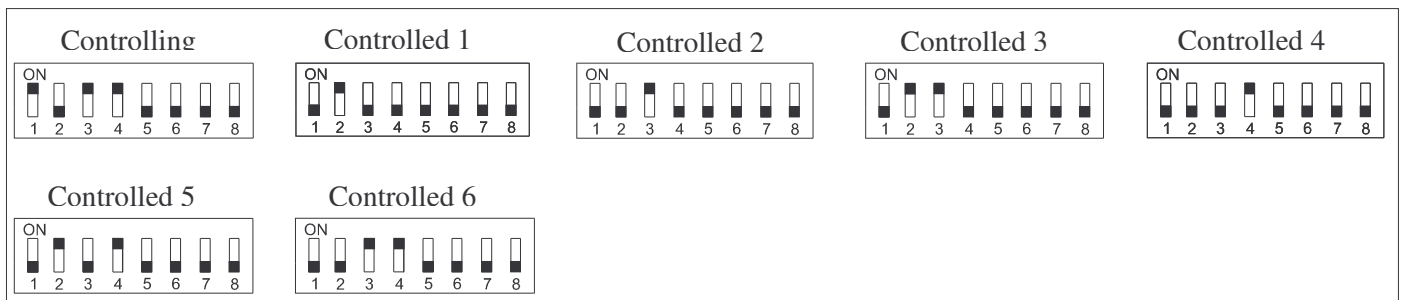 Controlling Controlled 1 Controlled 2 Controlled 3 Controlled 4
ON ON ON ON ON
1 2 3 4 5 6 7 8 1 2 3 4 5 6 7 8 1 2 3 4 5 6 7 8 1 2 3 4 5 6 7 8 1 2 3 4 5 6 7 8
Controlled 5 Controlled 6
ON ON
1 2 3 4 5 6 7 8 1 2 3 4 5 6 7 8